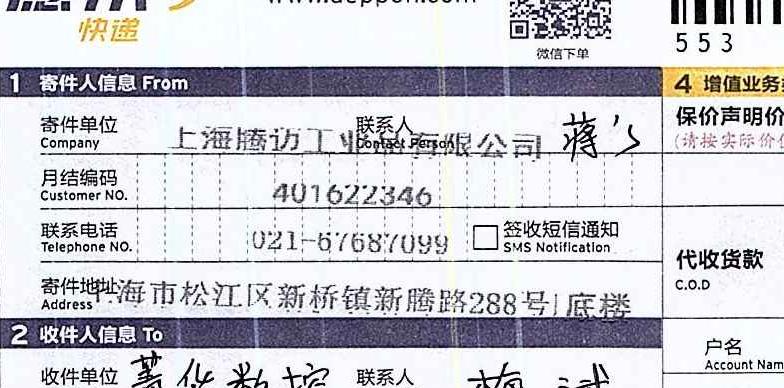 快递
www.deppon.com
微信下单
553
1 寄件人信息 From
4 增值业务
寄件单位 上海腾迈工业品有限公司 联系人 蒋
Company Contact Person
保价声明价
(请按实际价值
月结编码 401622346
Customer NO.
联系电话 021-67687099 签收短信通知
Telephone NO. SMS Notification
代收货款
C.O.D
寄件地址 上海市松江区新桥镇新腾路288号 底楼
Address
2 收件人信息 To
户名
Account Nam
收件单位 联系人